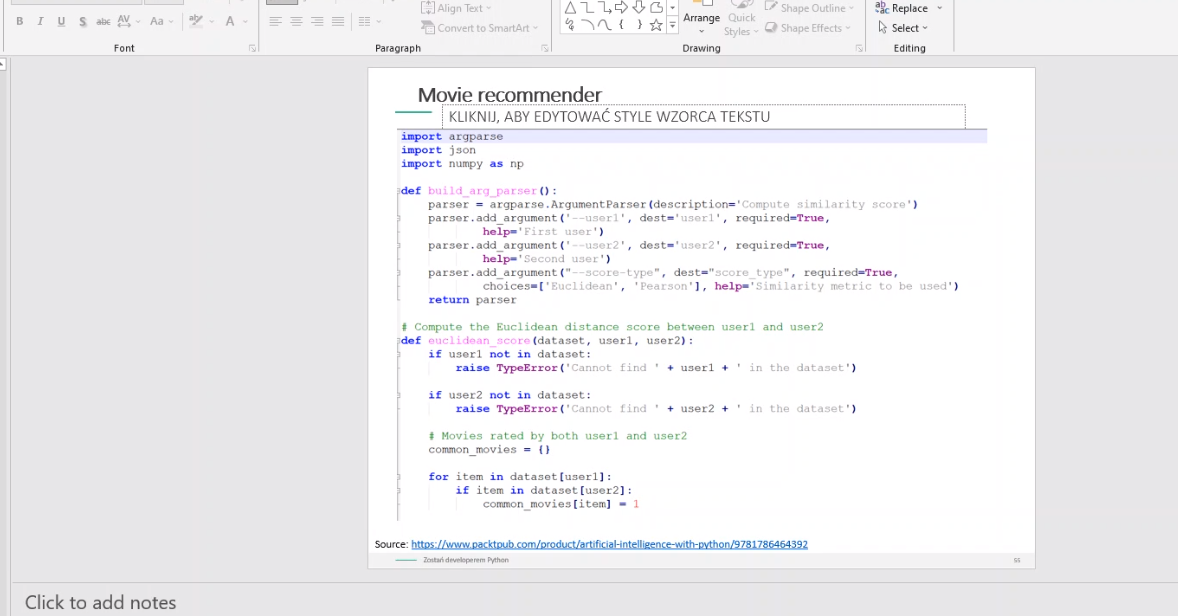 Align Text
Convert to SmartArt
B I U S abc AV Aa A
Font
Paragraph
Arrange
Quick
Styles
Shape Outline
Shape Effects
Drawing
Replace
Select
Editing
Movie recommender
KLIKNIJ, ABY EDYTOWAĆ STYLE WZORCA TEKSTU
import argparse
import json
import numpy as np
def build_arg_parser():
parser = argparse.ArgumentParser(description='Compute similarity score')
parser.add_argument('--user1', dest='user1', required=True,
help='First user')
parser.add_argument('--user2', dest='user2', required=True,
help='Second user')
parser.add_argument("--score-type", dest="score_type", required=True,
choices=['Euclidean', 'Pearson'], help='Similarity metric to be used')
return parser
# Compute the Euclidean distance score between user1 and user2
def euclidean_score(dataset, user1, user2):
if user1 not in dataset:
raise TypeError('Cannot find ' + user1 + ' in the dataset')
if user2 not in dataset:
raise TypeError('Cannot find ' + user2 + ' in the dataset')
# Movies rated by both user1 and user2
common_movies = {}
for item in dataset[user1]:
if item in dataset[user2]:
common_movies[item] = 1
Source: https://www.packtpub.com/product/artificial-intelligence-with-python/9781786464392
Zostań developerem Python
55
Click to add notes